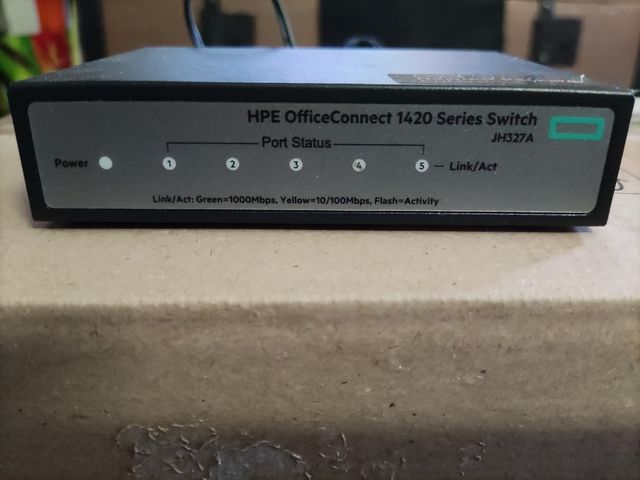 HPE OfficeConnect 1420 Series Switch
JH327A
Port Status
Power 1 2 3 4 5 Link/Act
Link/Act: Green=1000Mbps, Yellow=10/100Mbps, Flash=Activity